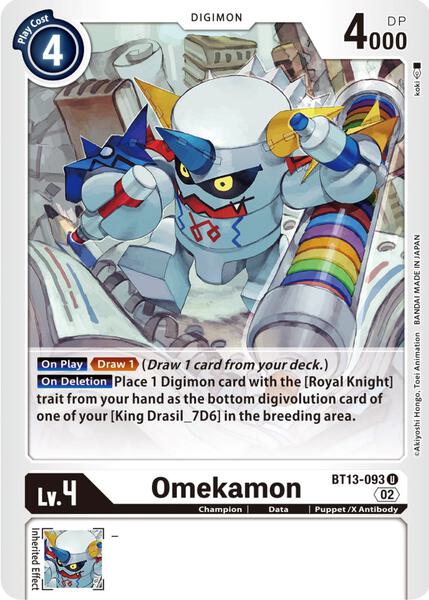 DIGIMON
Play Cost
4
DP
4000
koki
©Akiyoshi Hongo, Toei Animation BANDAI MADE IN JAPAN
On Play Draw 1 (Draw 1 card from your deck.)
On Deletion Place 1 Digimon card with the [Royal Knight]
trait from your hand as the bottom digivolution card of
one of your [King Drasil_7D6] in the breeding area.
Lv.4
Omekamon
BT13-093 U
02
Champion | Data | Puppet/X Antibody
Inherited Effect
–